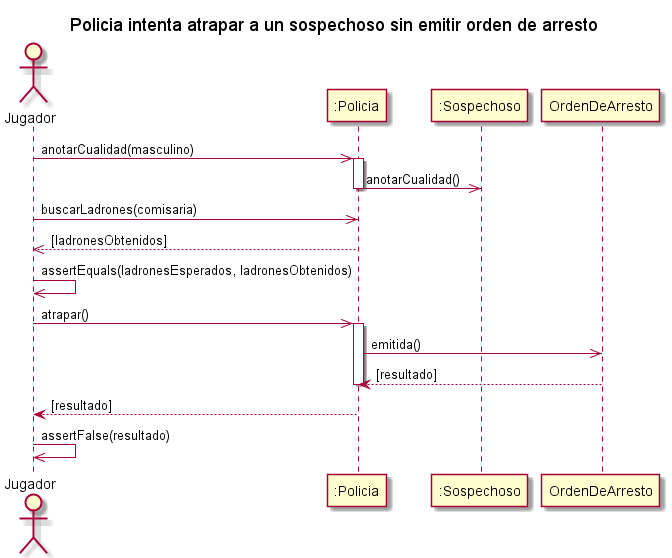 Policia intenta atrapar a un sospechoso sin emitir orden de arresto
Jugador
:Policia
:Sospechoso
OrdenDeArresto
anotarCualidad(masculino)
anotarCualidad()
buscarLadrones(comisaria)
[ladronesObtenidos]
assertEquals(ladronesEsperados, ladronesObtenidos)
atrapar()
emitida()
[resultado]
[resultado]
assertFalse(resultado)
Jugador
:Policia
:Sospechoso
OrdenDeArresto